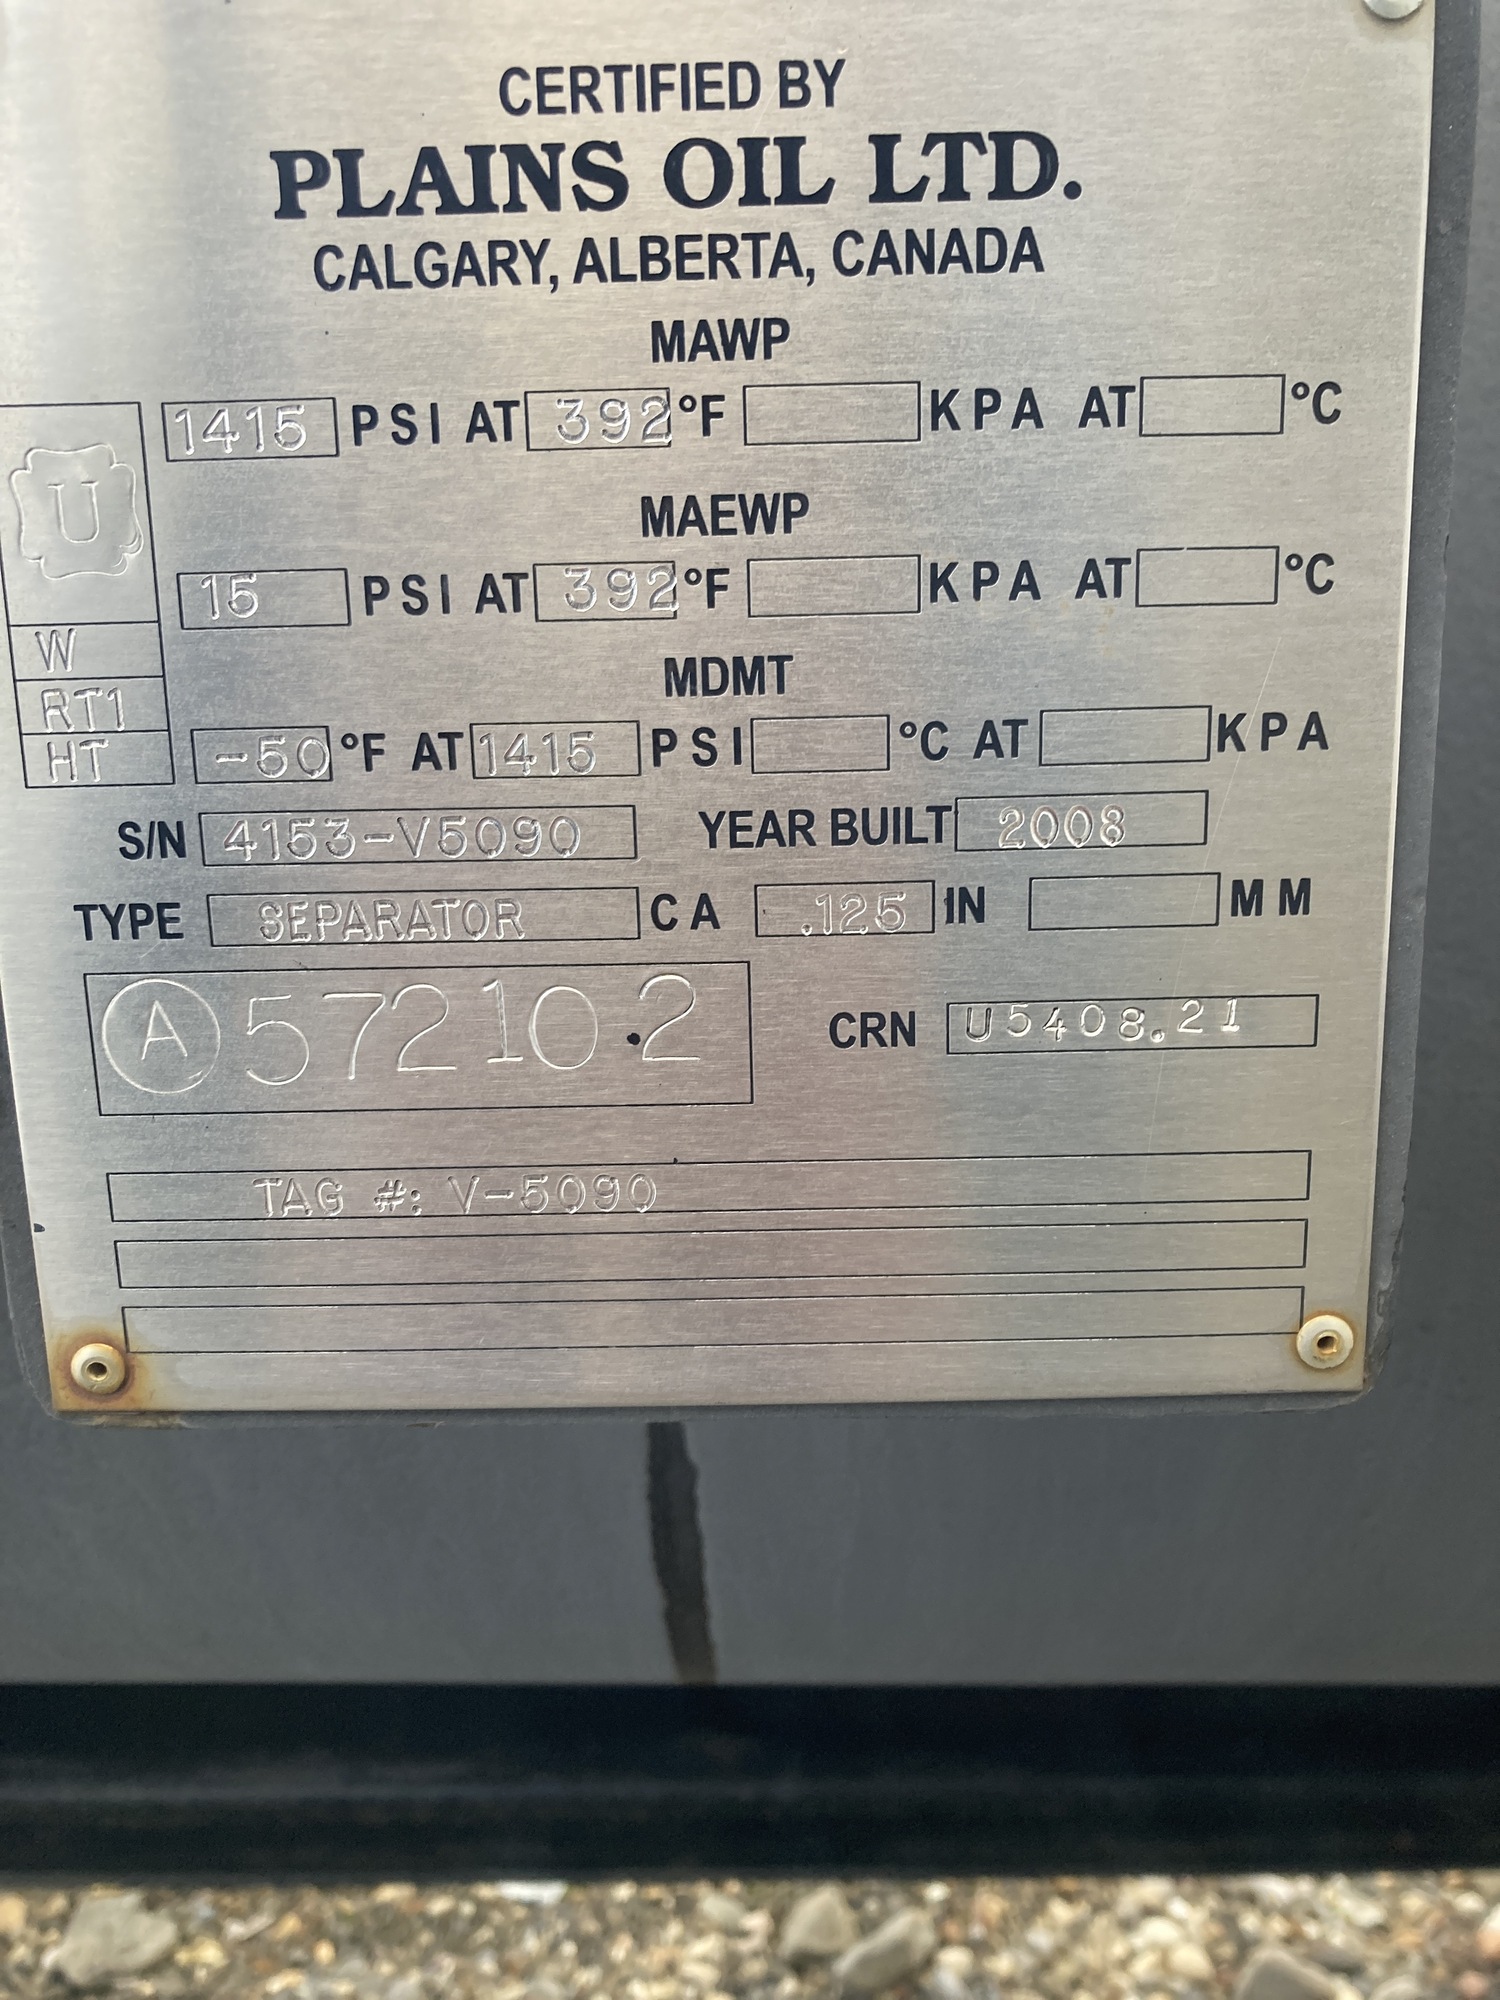 CERTIFIED BY
PLAINS OIL LTD.
CALGARY, ALBERTA, CANADA
MAWP
1415 PSI AT 392 °F KPA AT °C
U
MAEWP
15 PSI AT 392 °F KPA AT °C
W
MDMT
RT1
HT
-50 °F AT 1415 PSI °C AT KPA
S/N 4153-V5090 YEAR BUILT 2008
TYPE SEPARATOR CA .125 IN MM
A 57210.2 CRN U5408.21
TAG #: V-5090